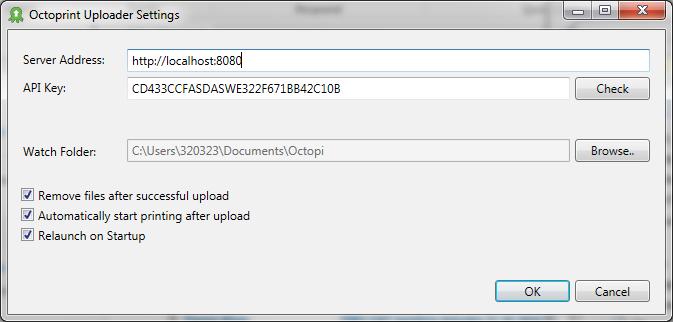 Octoprint Uploader Settings
Server Address: http://localhost:8080
API Key: CD433CCFASDASWE322F671BB42C10B Check
Watch Folder: C:\Users\320323\Documents\Octopi Browse..
Remove files after successful upload
Automatically start printing after upload
Relaunch on Startup
OK Cancel